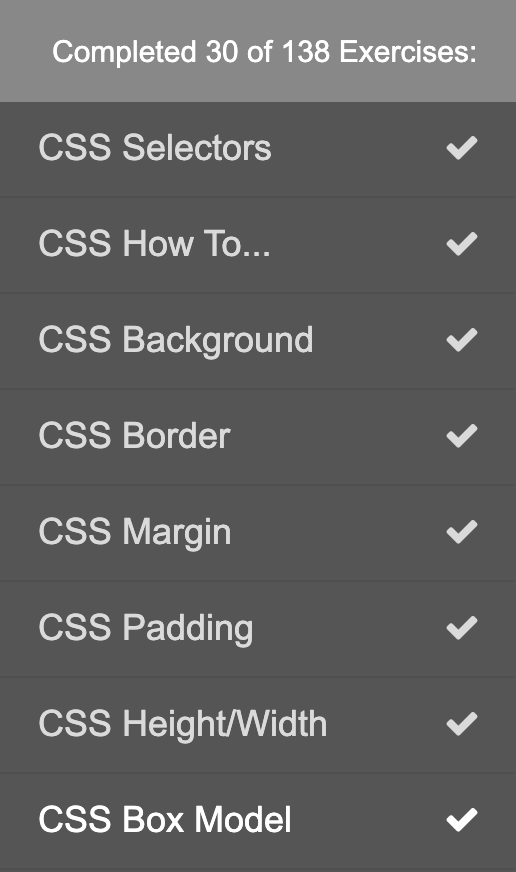 Completed 30 of 138 Exercises:
CSS Selectors
CSS How To...
CSS Background
CSS Border
CSS Margin
CSS Padding
CSS Height/Width
CSS Box Model